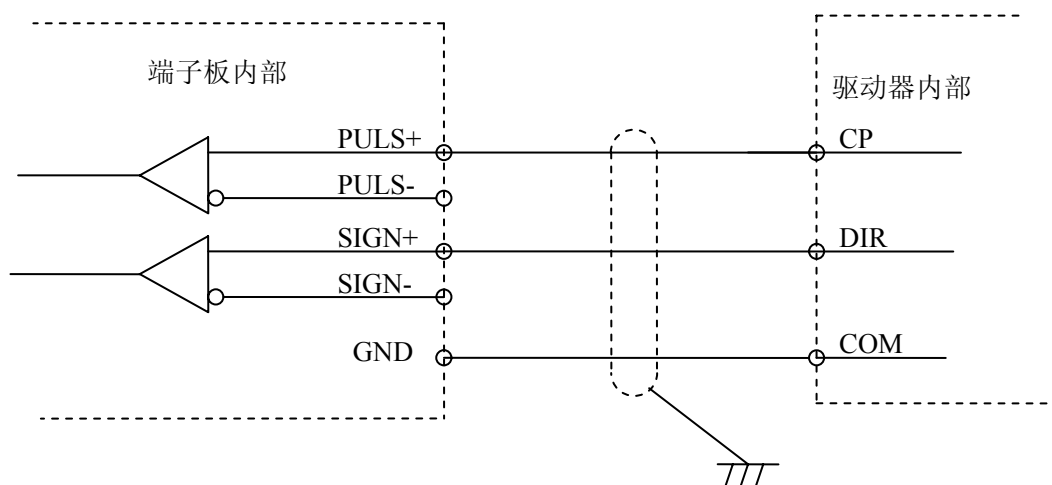 端子板内部
驱动器内部
PULS+
CP
PULS-
SIGN+
DIR
SIGN-
GND
COM